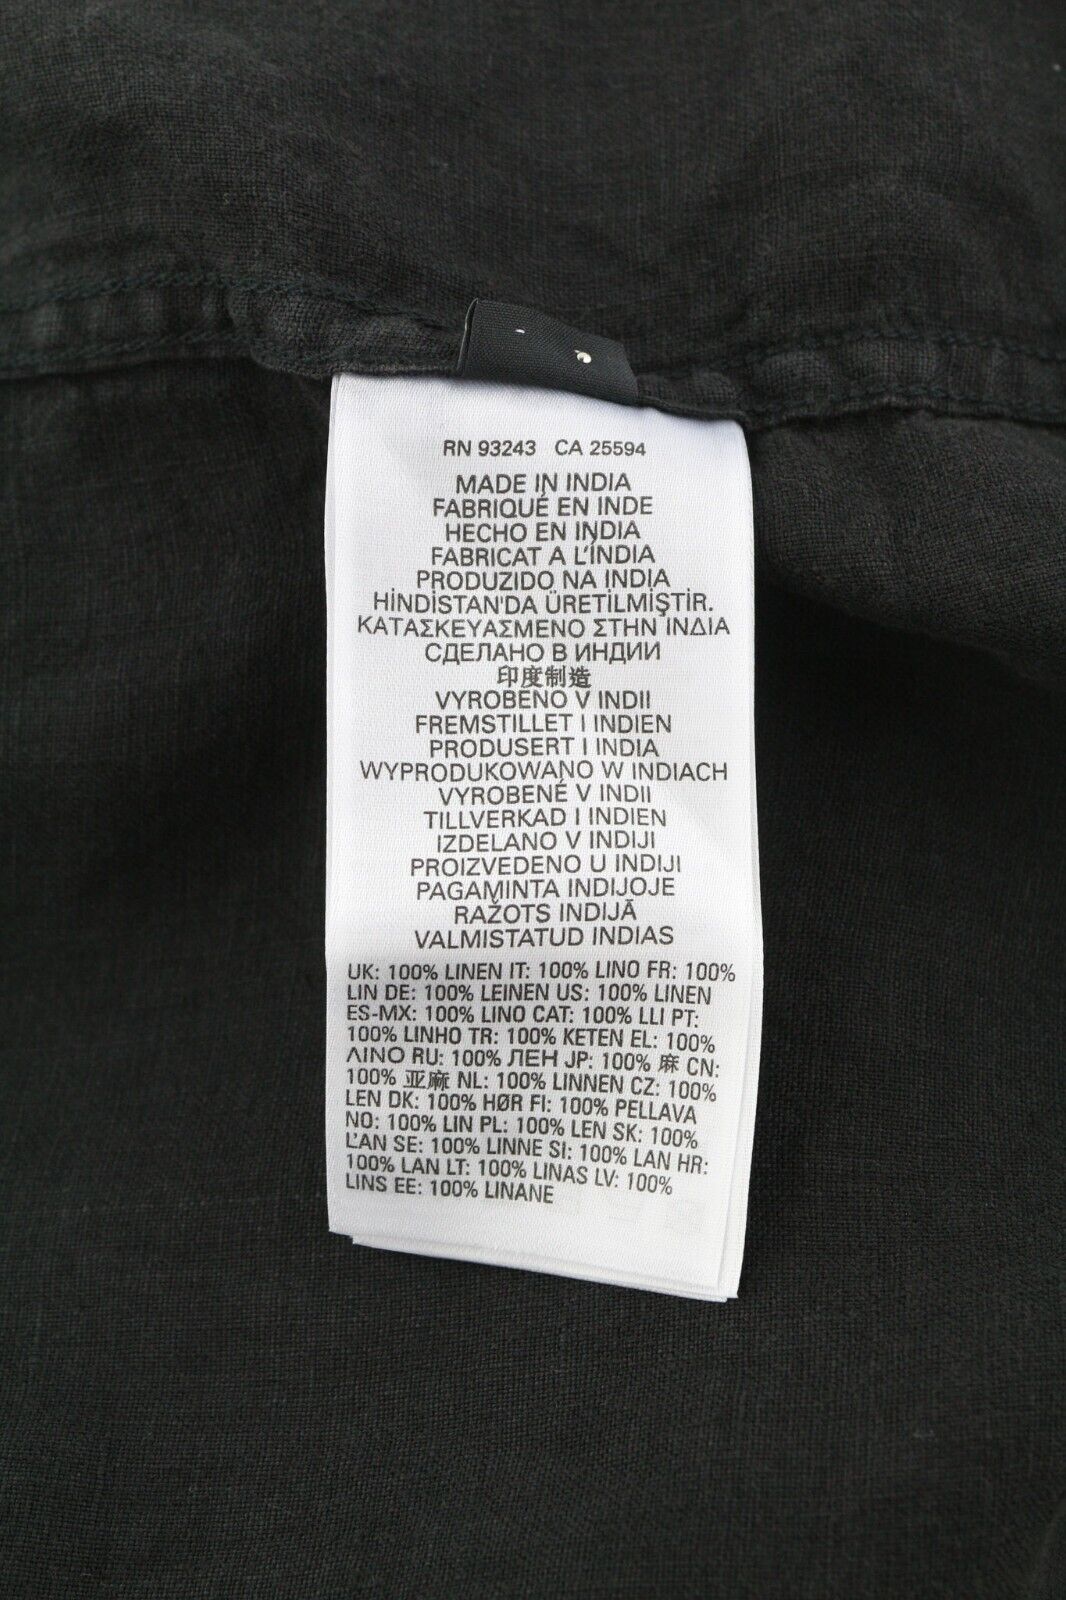 RN 93243 CA 25594
MADE IN INDIA
FABRIQUÉ EN INDE
HECHO EN INDIA
FABRICAT A L'ÍNDIA
PRODUZIDO NA INDIA
HİNDİSTAN'DA ÜRETİLMİŞTİR.
ΚΑΤΑΣΚΕΥΑΣΜΕΝΟ ΣΤΗΝ ΙΝΔΙΑ
СДЕЛАНО В ИНДИИ
印度制造
VYROBENO V INDII
FREMSTILLET I INDIEN
PRODUSERT I INDIA
WYPRODUKOWANO W INDIACH
VYROBENÉ V INDII
TILLVERKAD I INDIEN
IZDELANO V INDIJI
PROIZVEDENO U INDIJI
PAGAMINTA INDIJOJE
RAŽOTS INDIJĀ
VALMISTATUD INDIAS
UK: 100% LINEN IT: 100% LINO FR: 100%
LIN DE: 100% LEINEN US: 100% LINEN
ES-MX: 100% LINO CAT: 100% LLI PT:
100% LINHO TR: 100% KETEN EL: 100%
ΛΙΝΟ RU: 100% ЛЕН JP: 100% 麻 CN:
100% 亚麻 NL: 100% LINNEN CZ: 100%
LEN DK: 100% HØR FI: 100% PELLAVA
NO: 100% LIN PL: 100% LEN SK: 100%
ĽAN SE: 100% LINNE SI: 100% LAN HR:
100% LAN LT: 100% LINAS LV: 100%
LINS EE: 100% LINANE